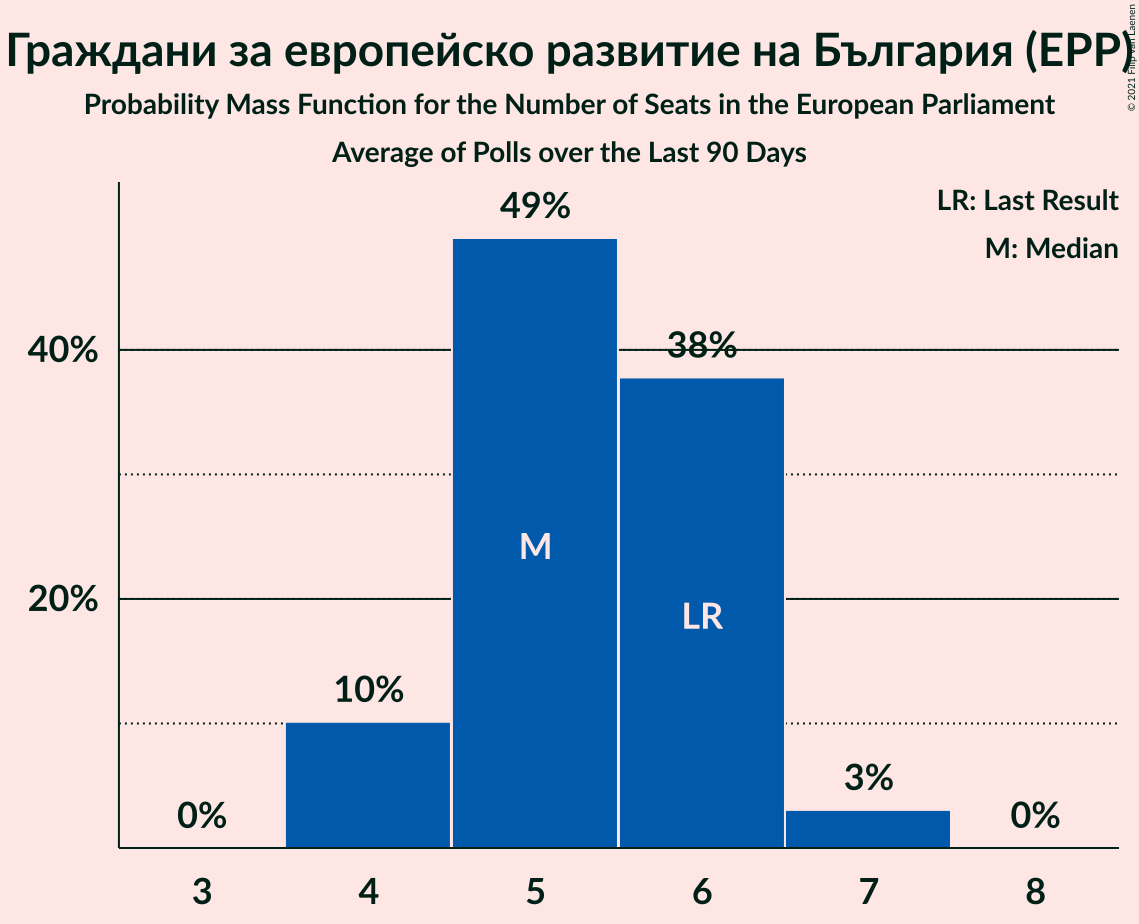 Граждани за европейско развитие на България (EPP)
© 2021 Filip van Laenen
Probability Mass Function for the Number of Seats in the European Parliament
Average of Polls over the Last 90 Days
LR: Last Result
M: Median
49%
40%
38%
M
20%
LR
10%
3%
0%
0%
3 4 5 6 7 8